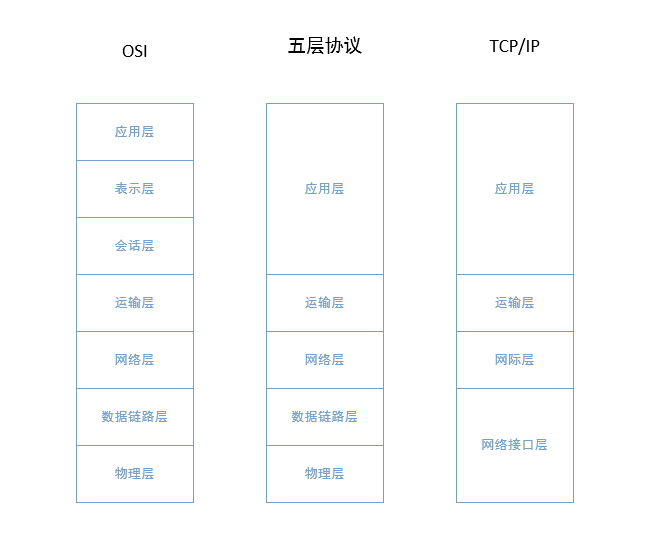 OSI
五层协议
TCP/IP
应用层
表示层
会话层
运输层
网络层
数据链路层
物理层
应用层
运输层
网络层
数据链路层
物理层
应用层
运输层
网际层
网络接口层